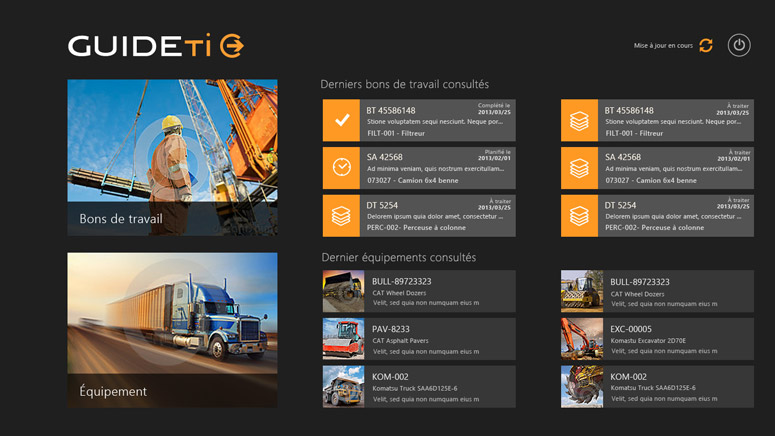 GUIDETI
Mise à jour en cours
Derniers bons de travail consultés
BT 45586148
Complété le
2013/03/25
Stione voluptatem sequi nesciunt. Neque por...
FILT-001 - Filtreur
BT 45586148
À traiter
2013/03/25
Stione voluptatem sequi nesciunt. Neque por...
FILT-001 - Filtreur
SA 42568
Planifié le
2013/02/01
Ad minima veniam, quis nostrum exercitullam...
073027 - Camion 6x4 benne
SA 42568
À traiter
2013/02/01
Ad minima veniam, quis nostrum exercitullam...
073027 - Camion 6x4 benne
DT 5254
À traiter
2013/03/25
Dolorem ipsum quia dolor amet, consectetur ...
PERC-002- Perceuse à colonne
DT 5254
À traiter
2013/03/25
Dolorem ipsum quia dolor amet, consectetur ...
PERC-002- Perceuse à colonne
Bons de travail
Dernier équipements consultés
BULL-89723323
CAT Wheel Dozers
Velit, sed quia non numquam eius m
BULL-89723323
CAT Wheel Dozers
Velit, sed quia non numquam eius m
PAV-8233
CAT Asphalt Pavers
Velit, sed quia non numquam eius m
EXC-00005
Komastu Excavator 2D70E
Velit, sed quia non numquam eius m
KOM-002
Komatsu Truck SAA6D125E-6
Velit, sed quia non numquam eius m
KOM-002
Komatsu Truck SAA6D125E-6
Velit, sed quia non numquam eius m
Équipement